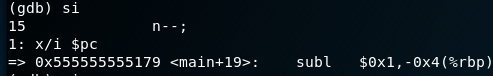 (gdb) si
15 n--;
1: x/i $pc
=> 0x555555555179 <main+19>: subl $0x1,-0x4(%rbp)